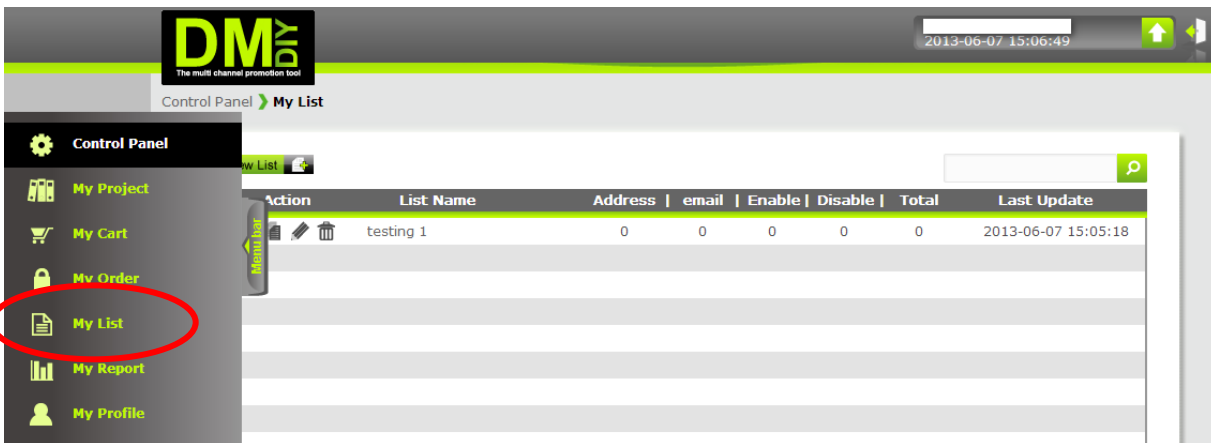 DM DIY
The multi channel promotion tool
2013-06-07 15:06:49
Control Panel ❯ My List
Control Panel
My Project
My Cart
My Order
My List
My Report
My Profile
Menu bar
ew List
Action List Name Address | email | Enable | Disable | Total Last Update
testing 1 0 0 0 0 0 2013-06-07 15:05:18